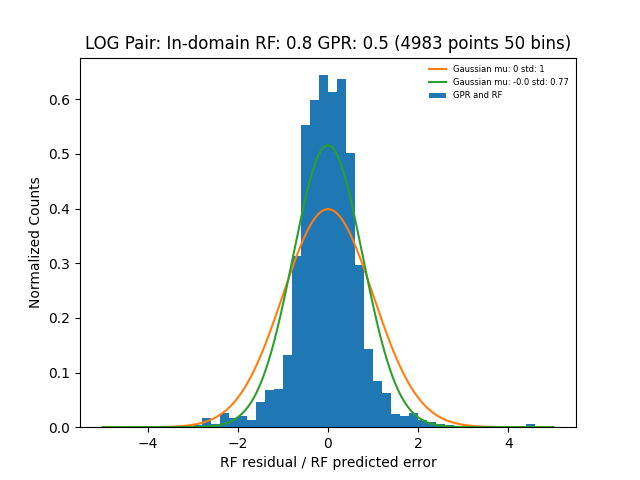 LOG Pair: In-domain RF: 0.8 GPR: 0.5 (4983 points 50 bins)
Gaussian mu: 0 std: 1
Gaussian mu: -0.0 std: 0.77
GPR and RF
Normalized Counts
0.6
0.5
0.4
0.3
0.2
0.1
0.0
−4 −2 0 2 4
RF residual / RF predicted error